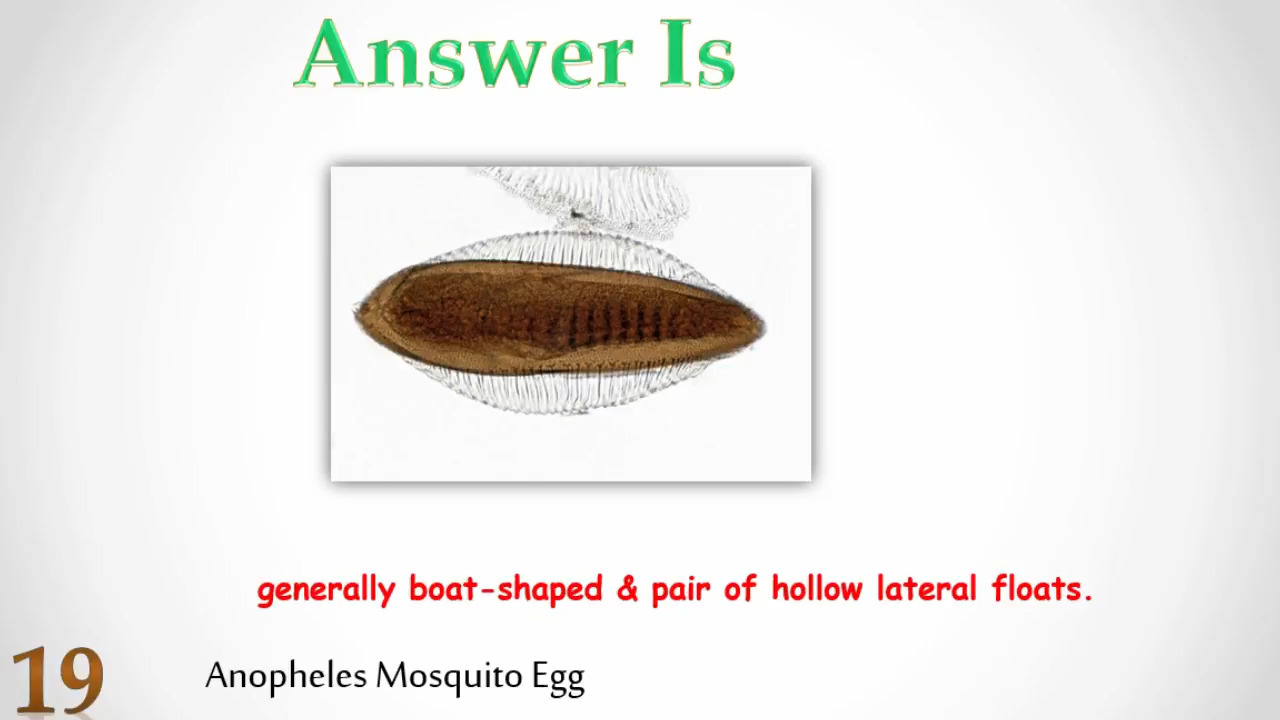 Answer Is
generally boat-shaped & pair of hollow lateral floats.
19
Anopheles Mosquito Egg